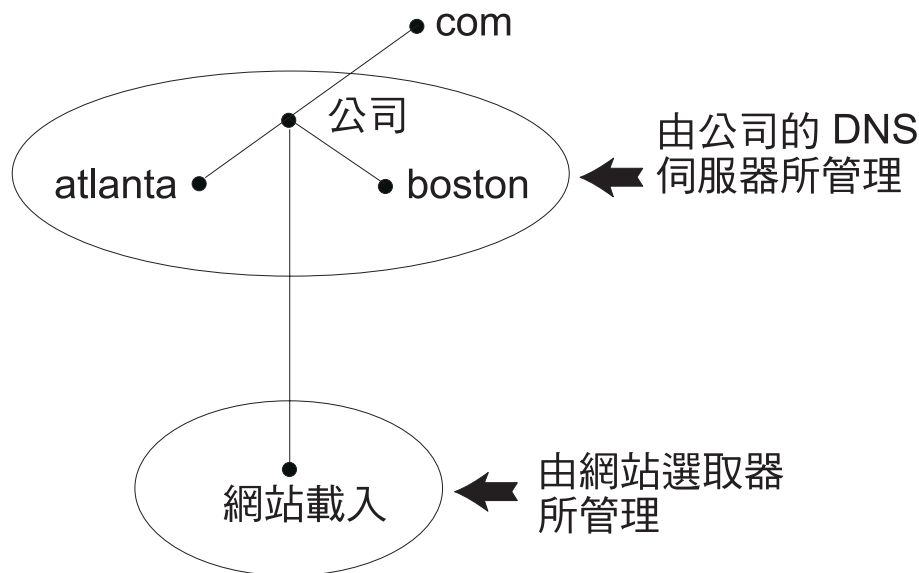 com
公司
由公司的 DNS
伺服器所管理
atlanta
boston
網站載入
由網站選取器
所管理